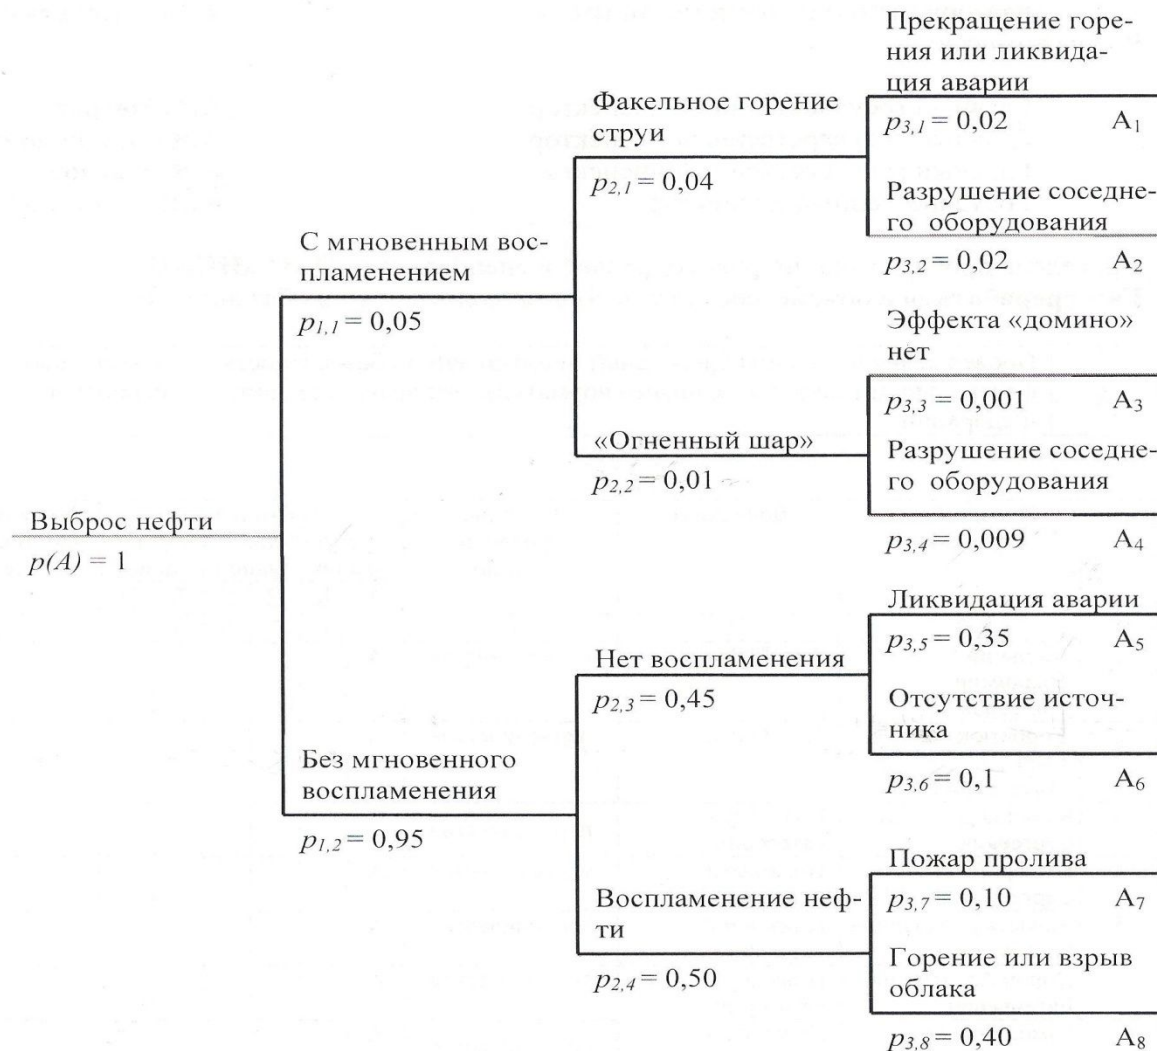 Выброс нефти
p(A) = 1
С мгновенным вос-
пламенением
p1,1 = 0,05
Без мгновенного
воспламенения
p1,2 = 0,95
Факельное горение
струи
p2,1 = 0,04
«Огненный шар»
p2,2 = 0,01
Нет воспламенения
p2,3 = 0,45
Воспламенение неф-
ти
p2,4 = 0,50
Прекращение горе-
ния или ликвида-
ция аварии
p3,1 = 0,02 A1
Разрушение соседне-
го оборудования
p3,2 = 0,02 A2
Эффекта «домино»
нет
p3,3 = 0,001 A3
Разрушение соседне-
го оборудования
p3,4 = 0,009 A4
Ликвидация аварии
p3,5 = 0,35 A5
Отсутствие источ-
ника
p3,6 = 0,1 A6
Пожар пролива
p3,7 = 0,10 A7
Горение или взрыв
облака
p3,8 = 0,40 A8